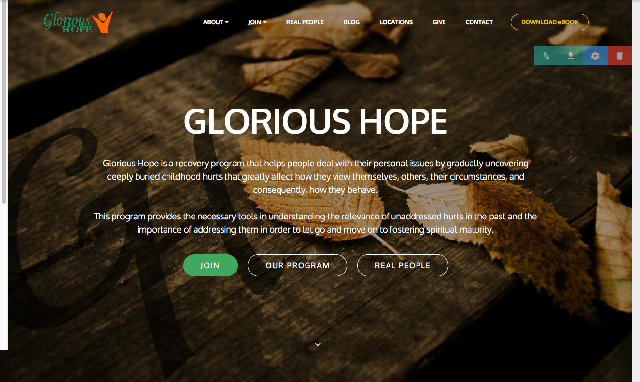 Glorious HOPE
ABOUT JOIN REAL PEOPLE BLOG LOCATIONS GIVE CONTACT DOWNLOAD eBOOK
GLORIOUS HOPE
Glorious Hope is a recovery program that helps people deal with their personal issues by gradually uncovering
deeply buried childhood hurts that greatly affect how they view themselves, others, their circumstances, and
consequently, how they behave.
This program provides the necessary tools in understanding the relevance of unaddressed hurts in the past and the
importance of addressing them in order to let go and move on to fostering spiritual maturity.
JOIN OUR PROGRAM REAL PEOPLE